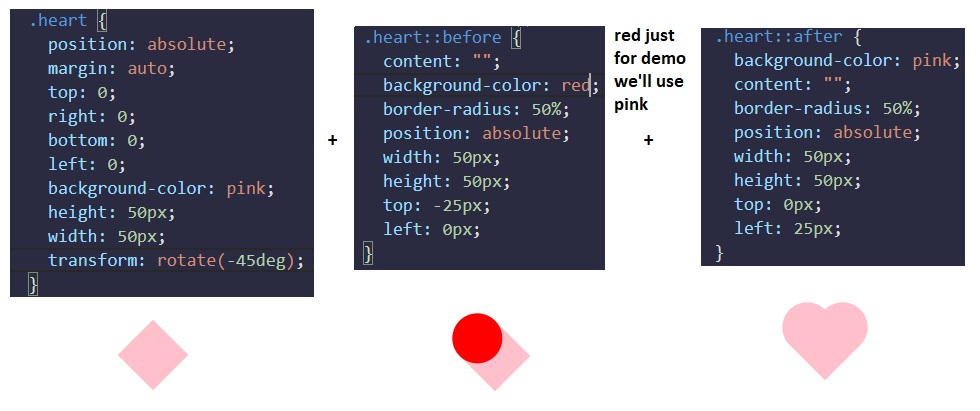 .heart {
position: absolute;
margin: auto;
top: 0;
right: 0;
bottom: 0;
left: 0;
background-color: pink;
height: 50px;
width: 50px;
transform: rotate(-45deg);
}
+
.heart::before {
content: "";
background-color: red;
border-radius: 50%;
position: absolute;
width: 50px;
height: 50px;
top: -25px;
left: 0px;
}
red just
for demo
we'll use
pink
+
.heart::after {
background-color: pink;
content: "";
border-radius: 50%;
position: absolute;
width: 50px;
height: 50px;
top: 0px;
left: 25px;
}